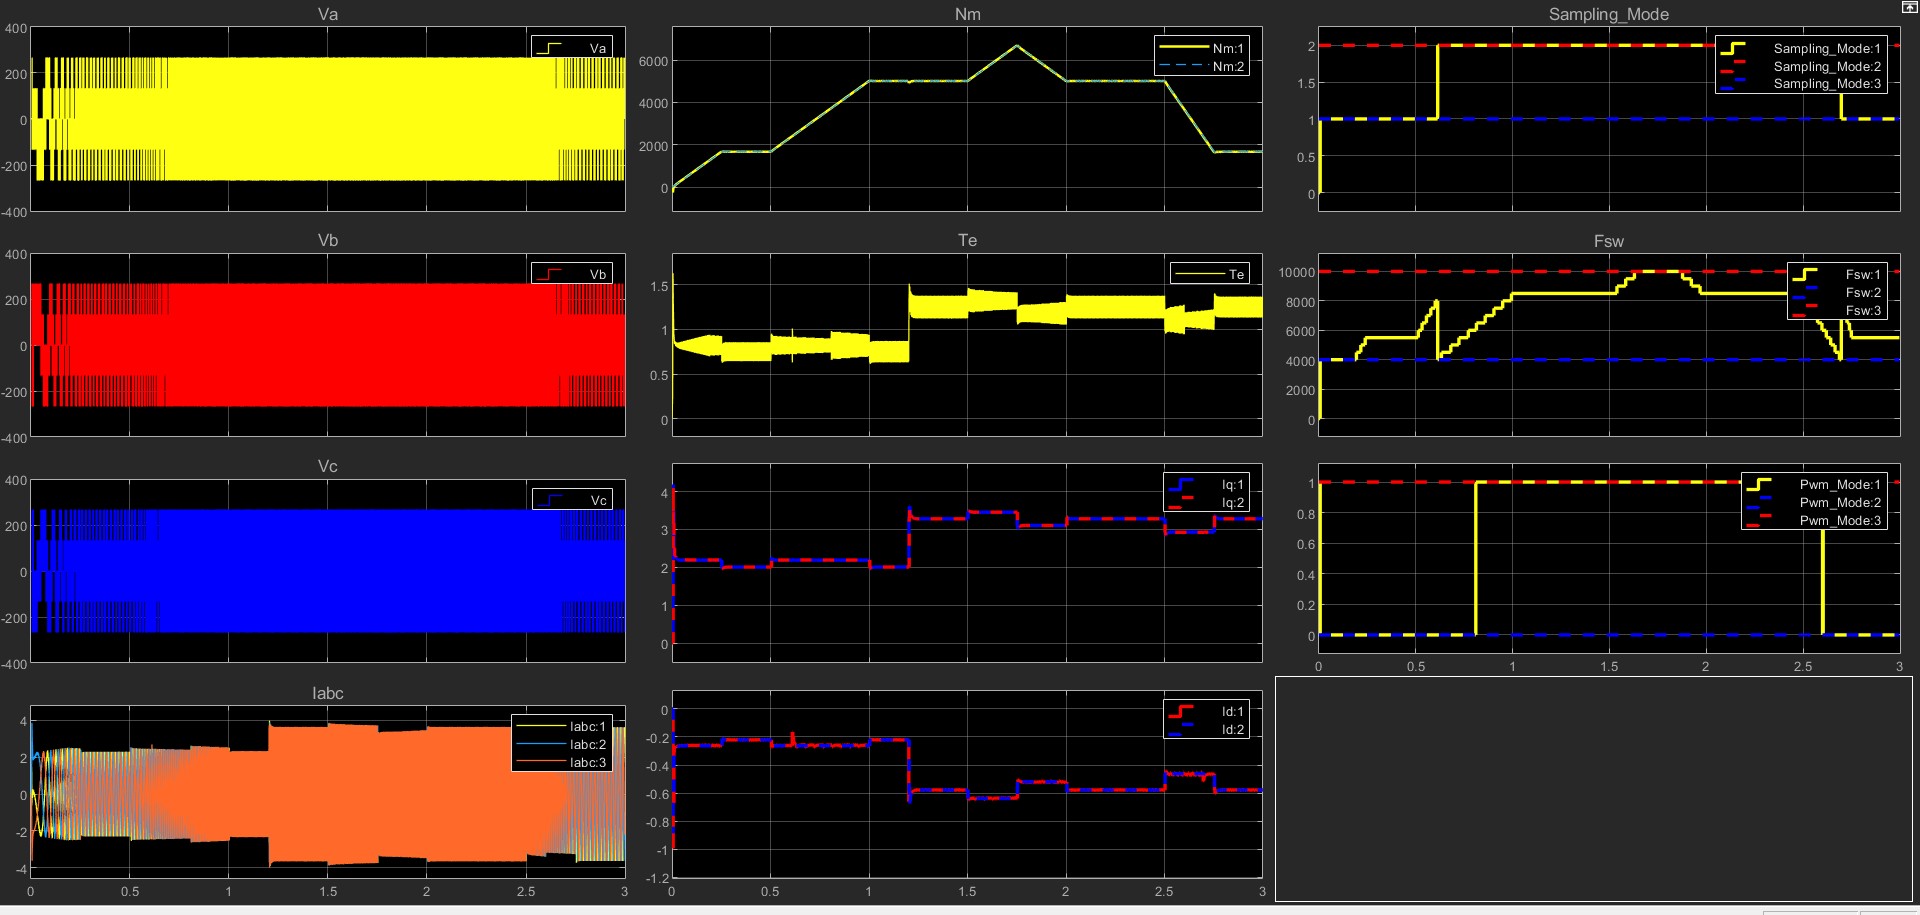 Va
400
200
0
-200
-400
Va
Nm
6000
4000
2000
0
Nm:1
Nm:2
Sampling_Mode
2
1.5
1
0.5
0
Sampling_Mode:1
Sampling_Mode:2
Sampling_Mode:3
Vb
400
200
0
-200
-400
Vb
Te
1.5
1
0.5
0
Te
Fsw
10000
8000
6000
4000
2000
0
Fsw:1
Fsw:2
Fsw:3
Vc
400
200
0
-200
-400
Vc
4
3
2
1
0
Iq:1
Iq:2
1
0.8
0.6
0.4
0.2
0
Pwm_Mode:1
Pwm_Mode:2
Pwm_Mode:3
0 0.5 1 1.5 2 2.5 3
Iabc
4
2
0
-2
-4
Iabc:1
Iabc:2
Iabc:3
0 0.5 1 1.5 2 2.5 3
0
-0.2
-0.4
-0.6
-0.8
-1
-1.2
Id:1
Id:2
0 0.5 1 1.5 2 2.5 3